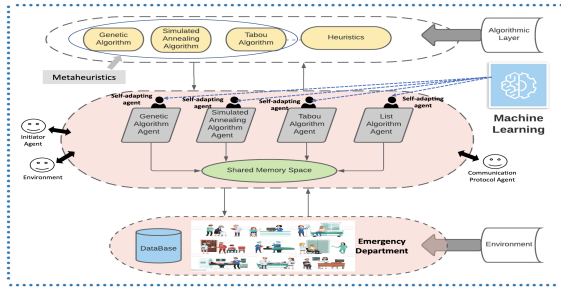 Genetic
Algorithm
Simulated
Annealing
Algorithm
Tabou
Algorithm
Heuristics
Algorithmic
Layer
Metaheuristics
Self-adapting
agent
Self-adapting
agent
Self-adapting
agent
Self-adapting
agent
Machine
Learning
Genetic
Algorithm
Agent
Simulated
Annealing
Algorithm Agent
Tabou
Algorithm
Agent
List
Algorithm
Agent
Initiator
Agent
Environment
Shared Memory Space
Communication
Protocol Agent
DataBase
Emergency
Department
Environment